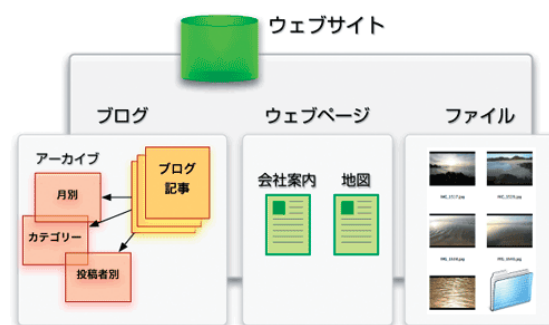 ウェブサイト
ブログ
ウェブページ
ファイル
アーカイブ
ブログ
記事
月別
カテゴリー
投稿者別
会社案内
地図